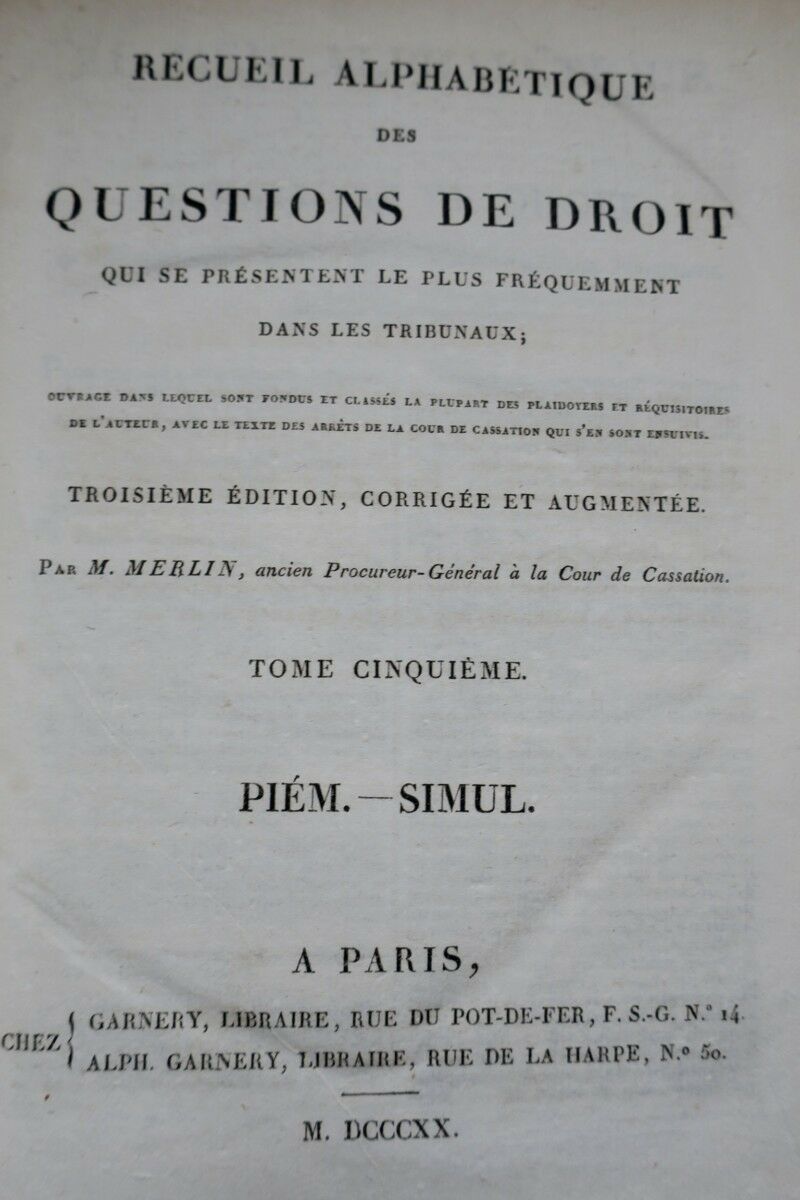 RECUEIL ALPHABÉTIQUE
DES
QUESTIONS DE DROIT
QUI SE PRÉSENTENT LE PLUS FRÉQUEMMENT
DANS LES TRIBUNAUX;
OUVRAGE DANS LEQUEL SONT FONDUS ET CLASSÉS LA PLUPART DES PLAIDOYERS ET RÉQUISITOIRES
DE L'AUTEUR, AVEC LE TEXTE DES ARRÊTS DE LA COUR DE CASSATION QUI S'EN SONT ENSUIVIS.
TROISIÈME ÉDITION, CORRIGÉE ET AUGMENTÉE.
PAR M. MERLIN, ancien Procureur-Général à la Cour de Cassation.
TOME CINQUIÈME.
PIÉM.—SIMUL.
A PARIS,
CHEZ { GARNERY, LIBRAIRE, RUE DU POT-DE-FER, F. S.-G. N.° 14.
ALPH. GARNERY, LIBRAIRE, RUE DE LA HARPE, N.° 50.
M. DCCCXX.